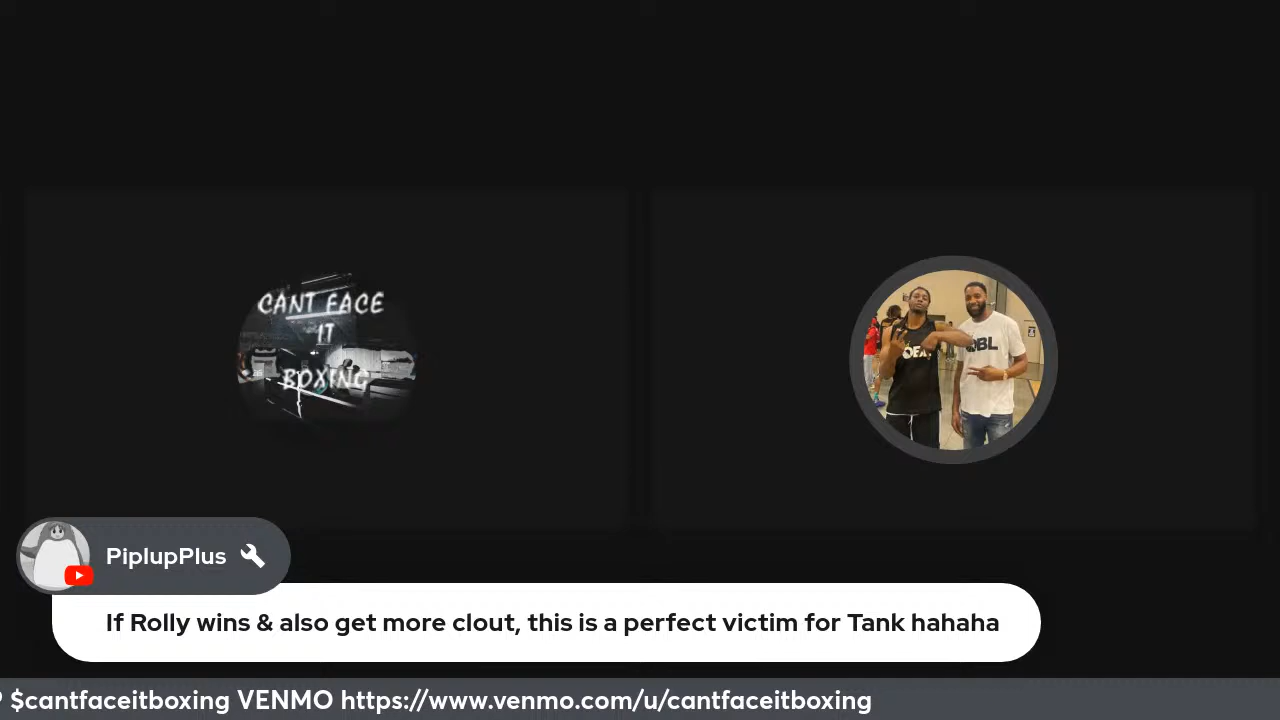 CANT FACE
IT
BOXING
QBL
PiplupPlus
If Rolly wins & also get more clout, this is a perfect victim for Tank hahaha
$cantfaceitboxing VENMO https://www.venmo.com/u/cantfaceitboxing